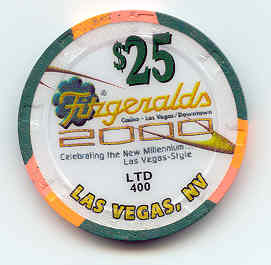 $25
Fitzgeralds
®
Casino - Las Vegas/Downtown
2000
Celebrating the New Millennium...
Las Vegas-Style
LTD
400
LAS VEGAS, NV